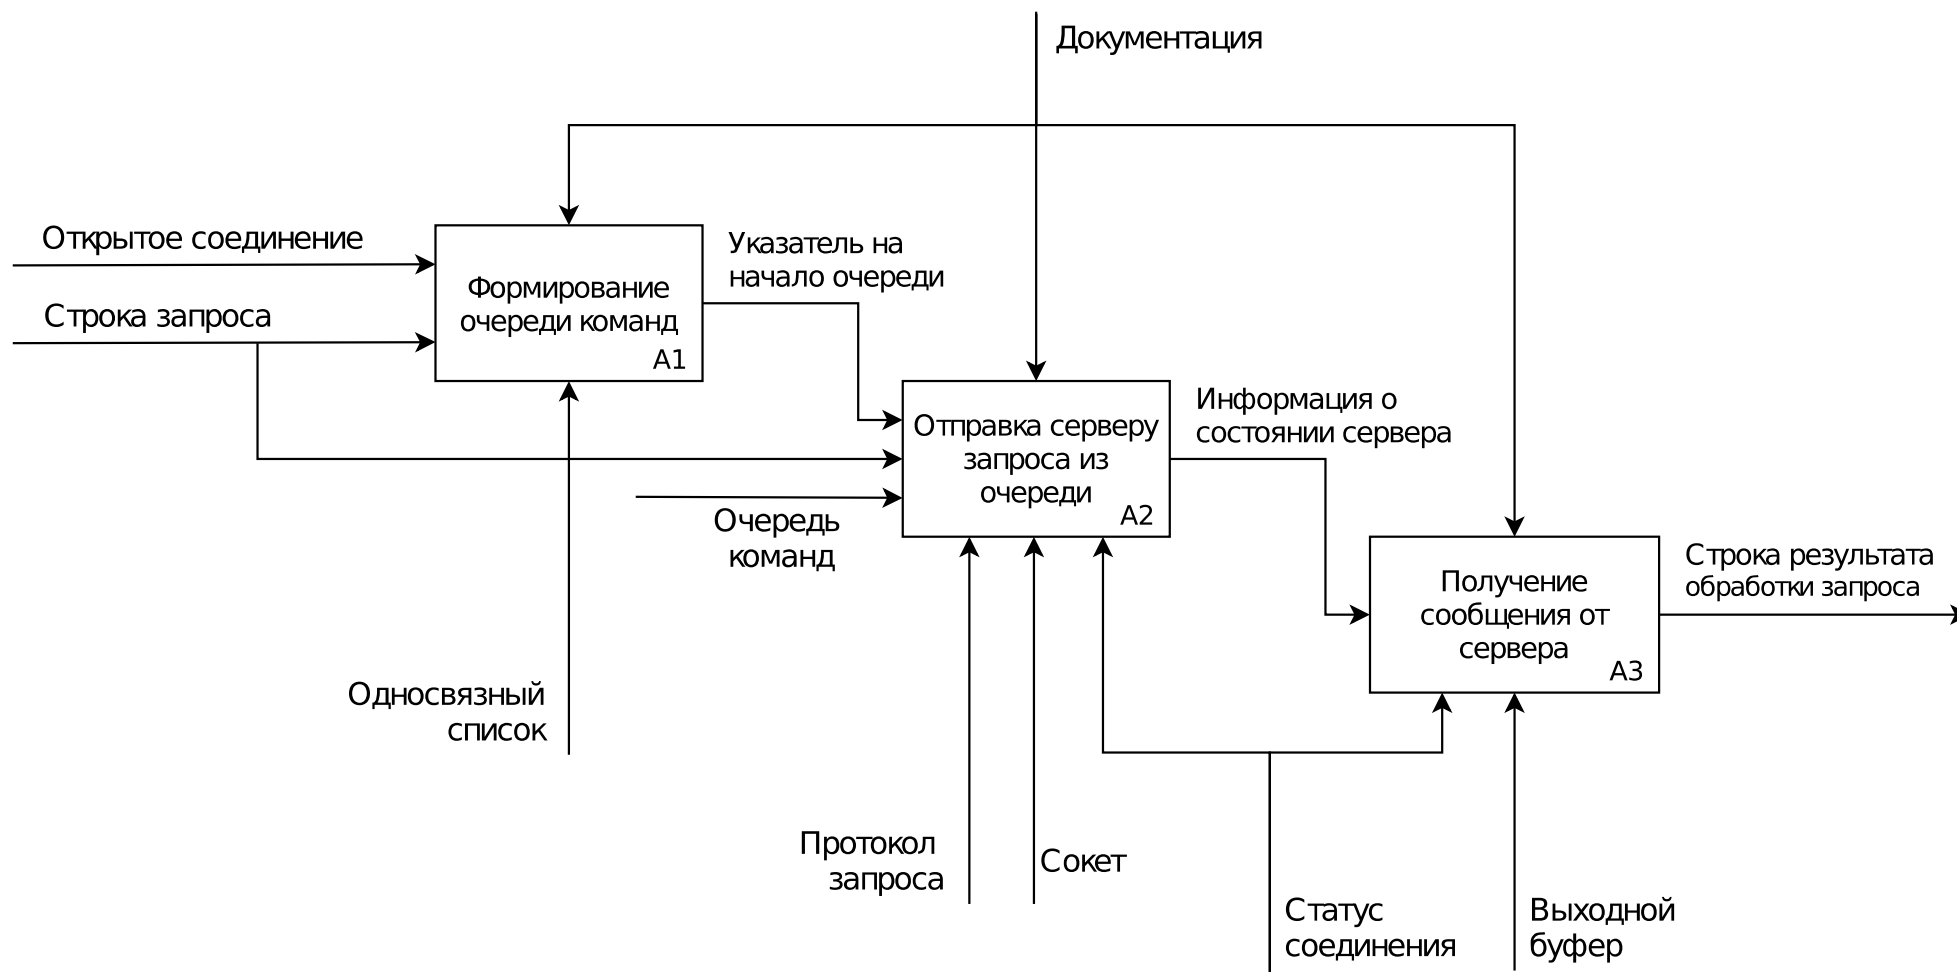 Документация
Открытое соединение
Строка запроса
Формирование
очереди команд
A1
Указатель на
начало очереди
Отправка серверу
запроса из
очереди
A2
Очередь
команд
Информация о
состоянии сервера
Получение
сообщения от
сервера
A3
Строка результата
обработки запроса
Односвязный
список
Протокол
запроса
Сокет
Статус
соединения
Выходной
буфер